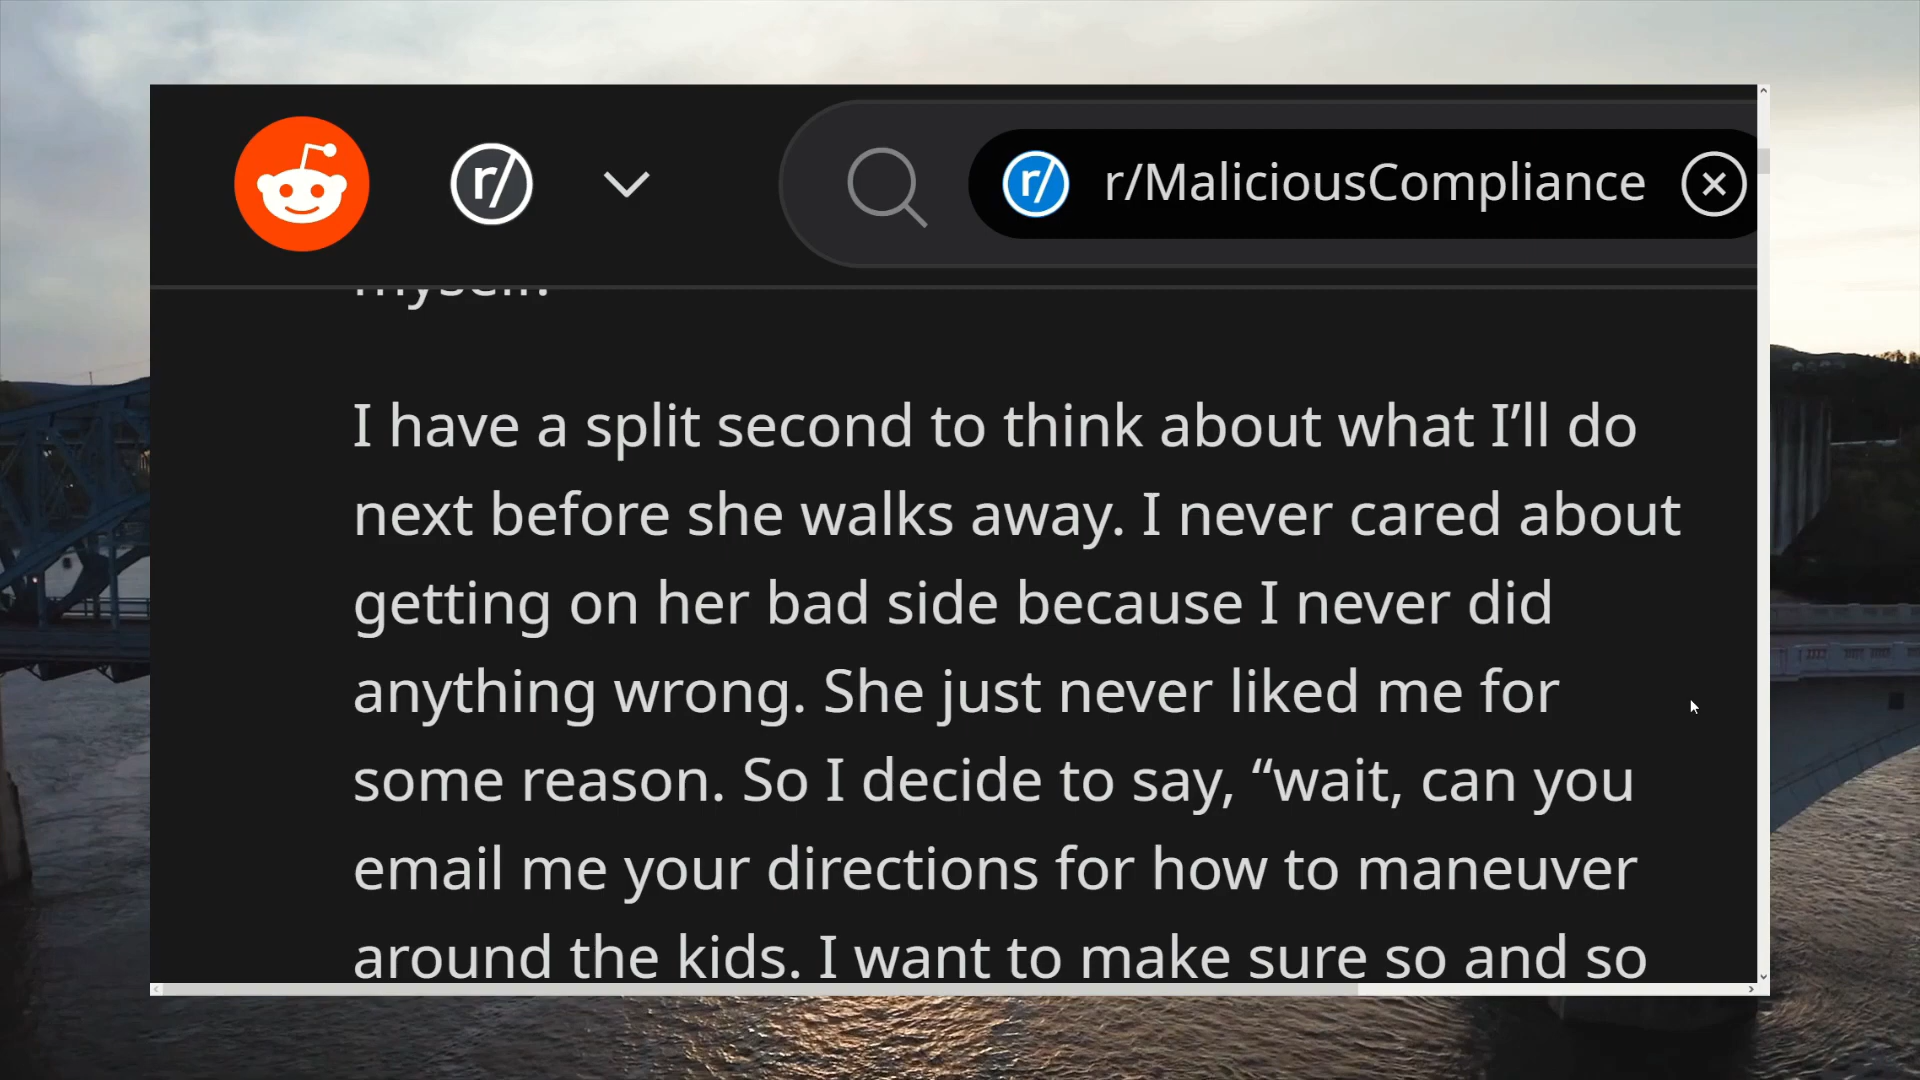 r/
r/ r/MaliciousCompliance
myself.
I have a split second to think about what I’ll do
next before she walks away. I never cared about
getting on her bad side because I never did
anything wrong. She just never liked me for
some reason. So I decide to say, “wait, can you
email me your directions for how to maneuver
around the kids. I want to make sure so and so